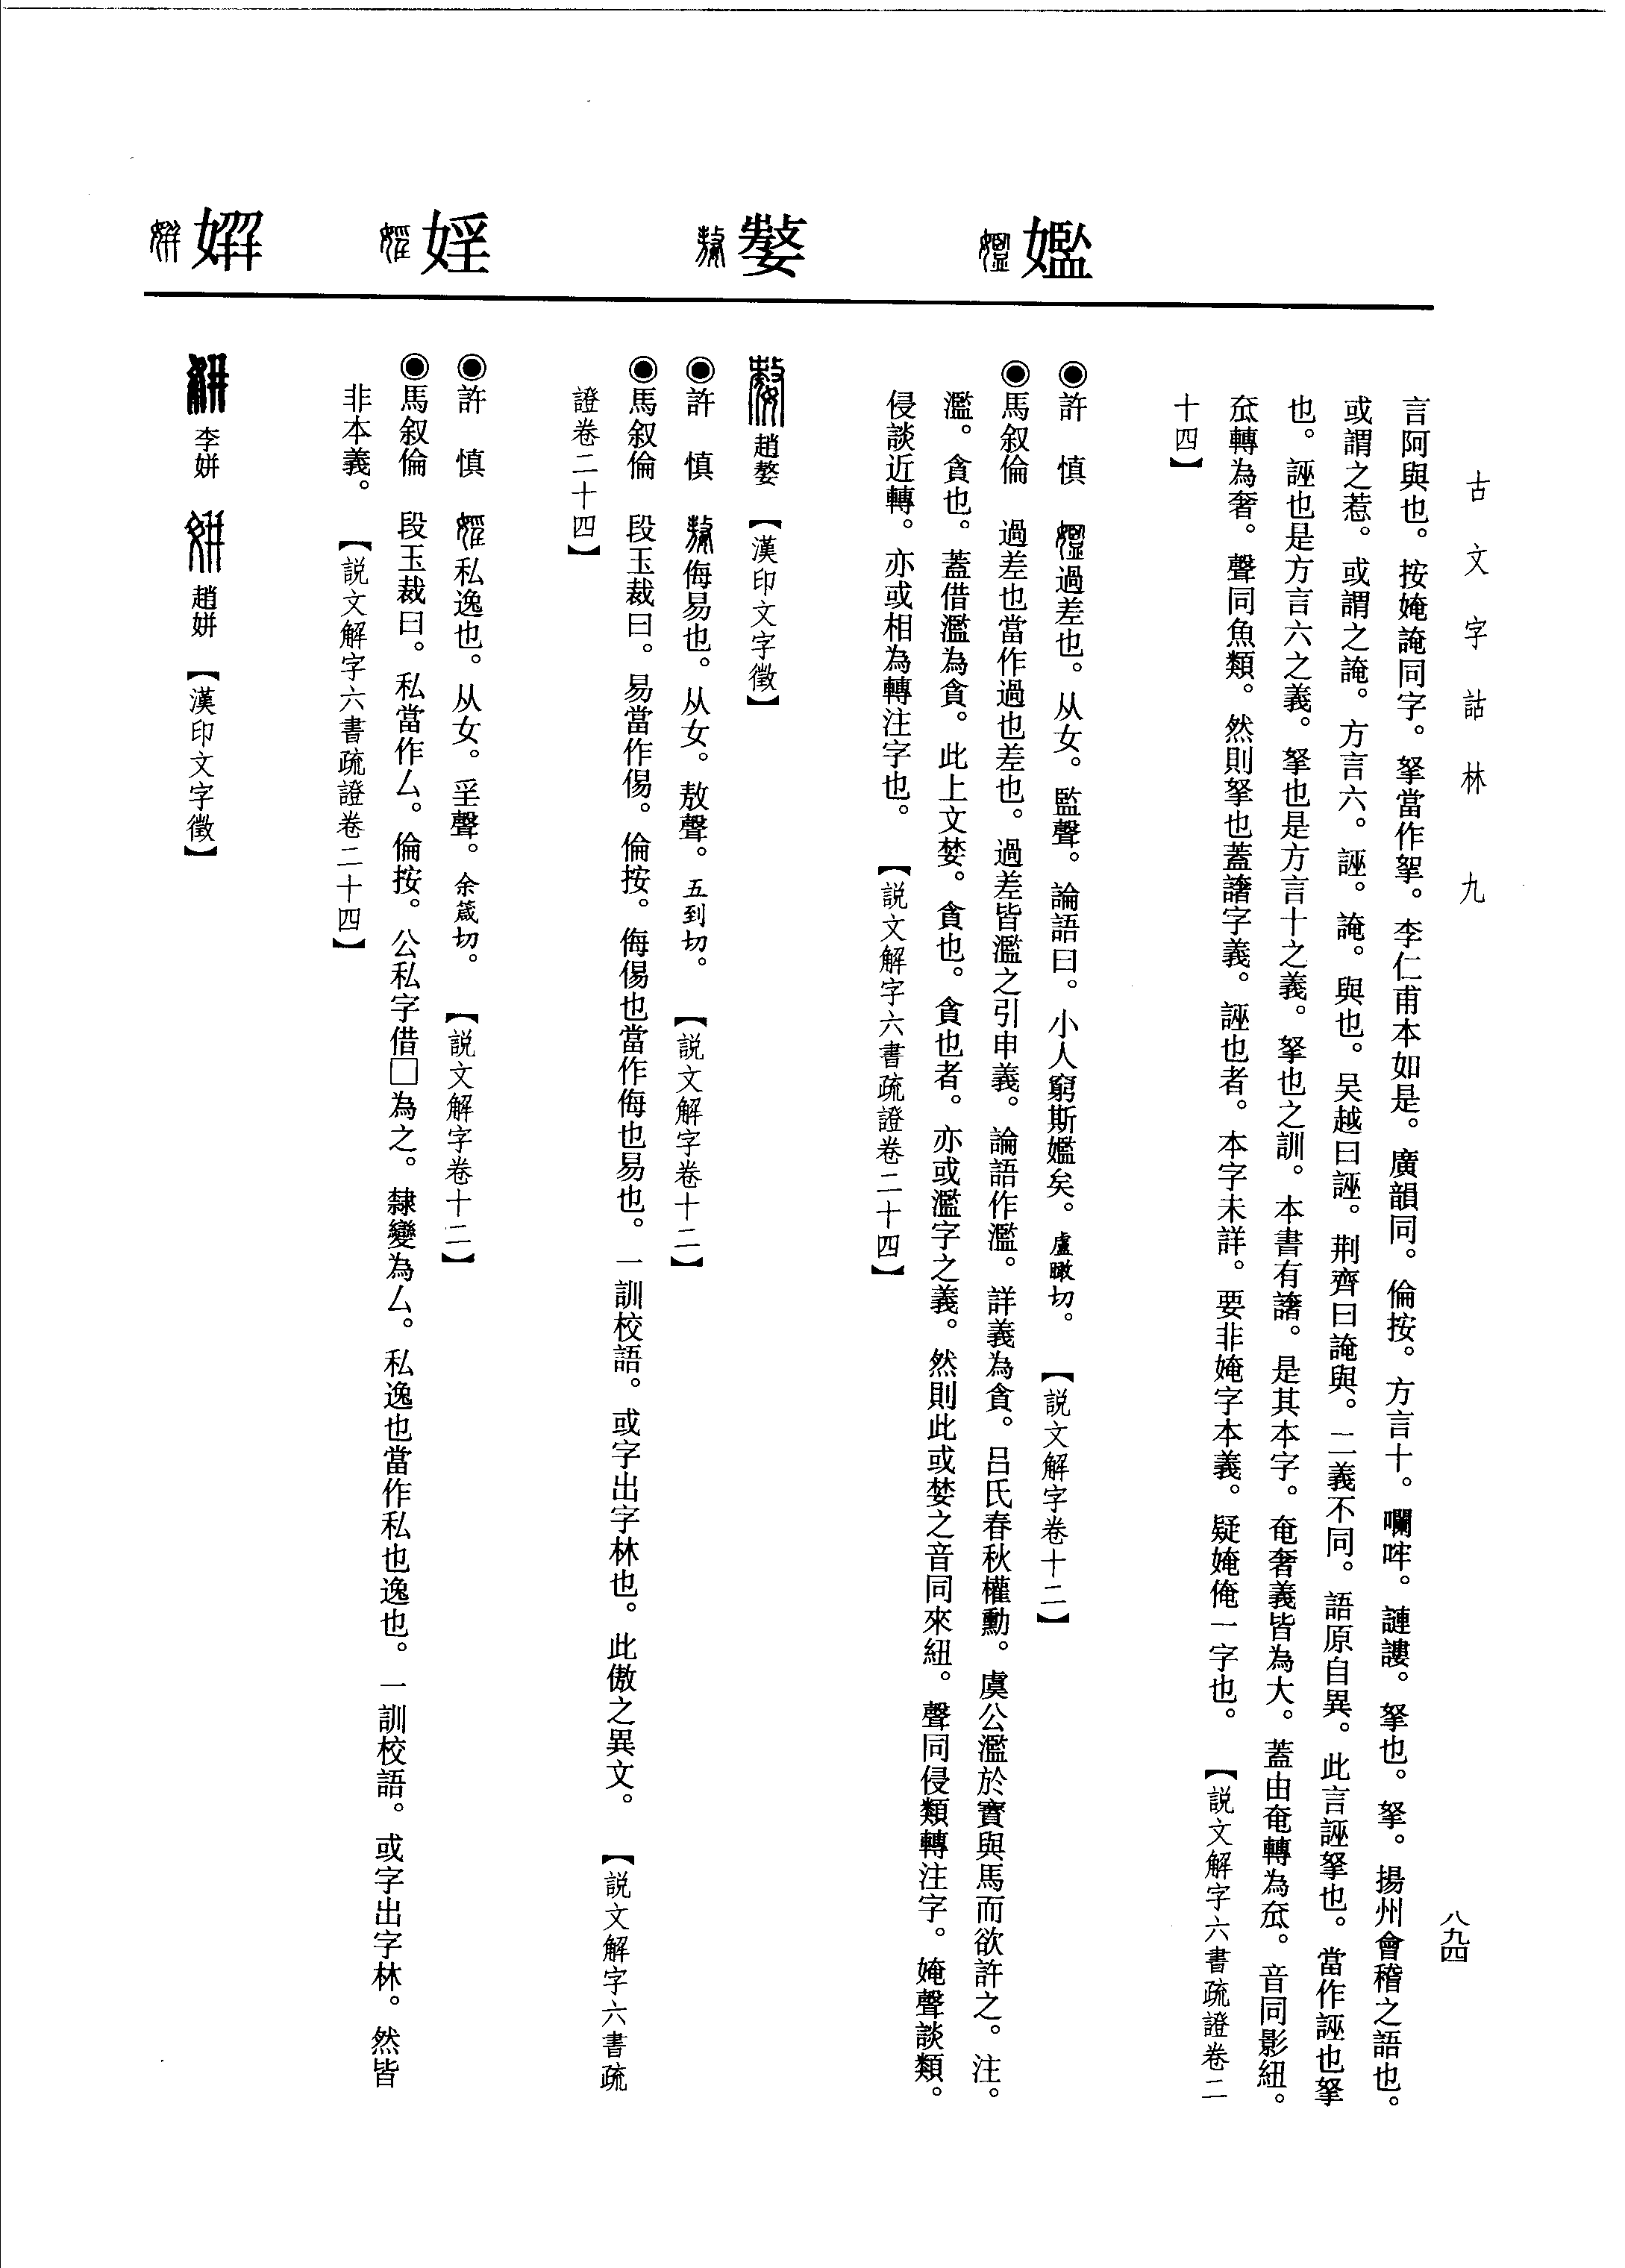 古文字詁林 九
八九四
言阿與也。按媕誣同字。拏當作挐。李仁甫本如是。廣韻同。倫按。方言十。囒哰。謰謱。拏也。拏。揚州會稽之語也。
或謂之惹。或謂之䛳。方言六。誣。䛳。與也。吴越曰誣。荆齊曰䛳與。二義不同。語原自異。此言誣拏也。當作誣也拏
也。誣也是方言六之義。拏也是方言十之義。拏也之訓。本書有譇。是其本字。奄奢義皆為大。蓋由奄轉為夻。音同影紐。
夻轉為奢。聲同魚類。然則拏也蓋譇字義。誣也者。本字未詳。要非媕字本義。疑媕俺一字也。 【説文解字六書疏證卷二
十四】
㜮
◉許 慎 過差也。从女。監聲。論語曰。小人窮斯㜮矣。盧瞰切。 【説文解字卷十二】
◉馬叙倫 過差也當作過也差也。過差皆濫之引申義。論語作濫。詳義為貪。吕氏春秋權勳。虞公濫於寶與馬而欲許之。注。
濫。貪也。蓋借濫為貪。此上文婪。貪也。貪也者。亦或濫字之義。然則此或婪之音同來紐。聲同侵類轉注字。媕聲談類。
侵談近轉。亦或相為轉注字也。 【説文解字六書疏證卷二十四】
嫯
趙嫯 【漢印文字徵】
◉許 慎 侮易也。从女。敖聲。五到切。 【説文解字卷十二】
◉馬叙倫 段玉裁曰。易當作傷。倫按。侮傷也當作侮也易也。一訓校語。或字出字林也。此傲之異文。 【説文解字六書疏
證卷二十四】
婬
◉許 慎 私逸也。从女。㸒聲。余箴切。 【説文解字卷十二】
◉馬叙倫 段玉裁曰。私當作厶。倫按。公私字借□為之。隸變為厶。私逸也當作私也逸也。一訓校語。或字出字林。然皆
非本義。 【説文解字六書疏證卷二十四】
姘
李姘 趙姘 【漢印文字徵】